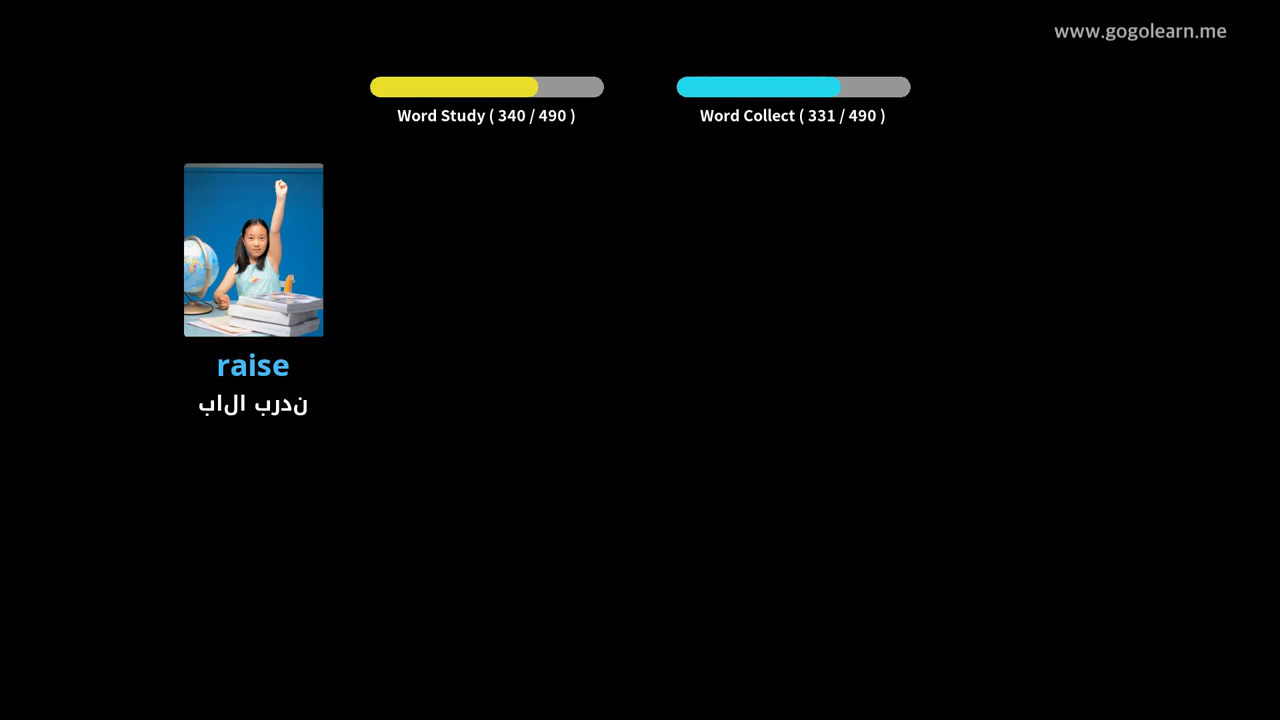 www.gogolearn.me
Word Study ( 340 / 490 )
Word Collect ( 331 / 490 )
raise
ندرب الاب